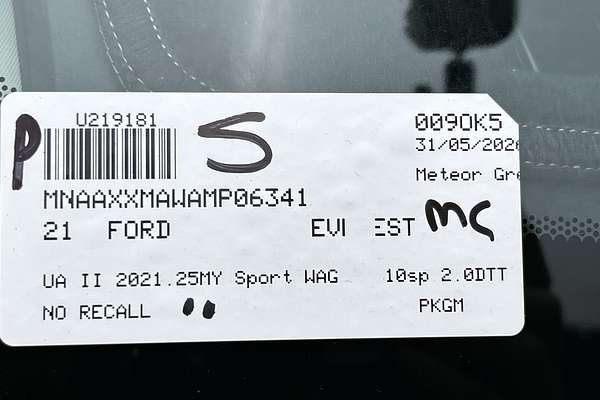 U219181
P
S
009OK5
31/05/202
Meteor Gre
MNAAXXMAWAMP06341
21 FORD EVE EST MC
UA II 2021.25MY Sport WAG 10sp 2.0DTT
NO RECALL PKGM